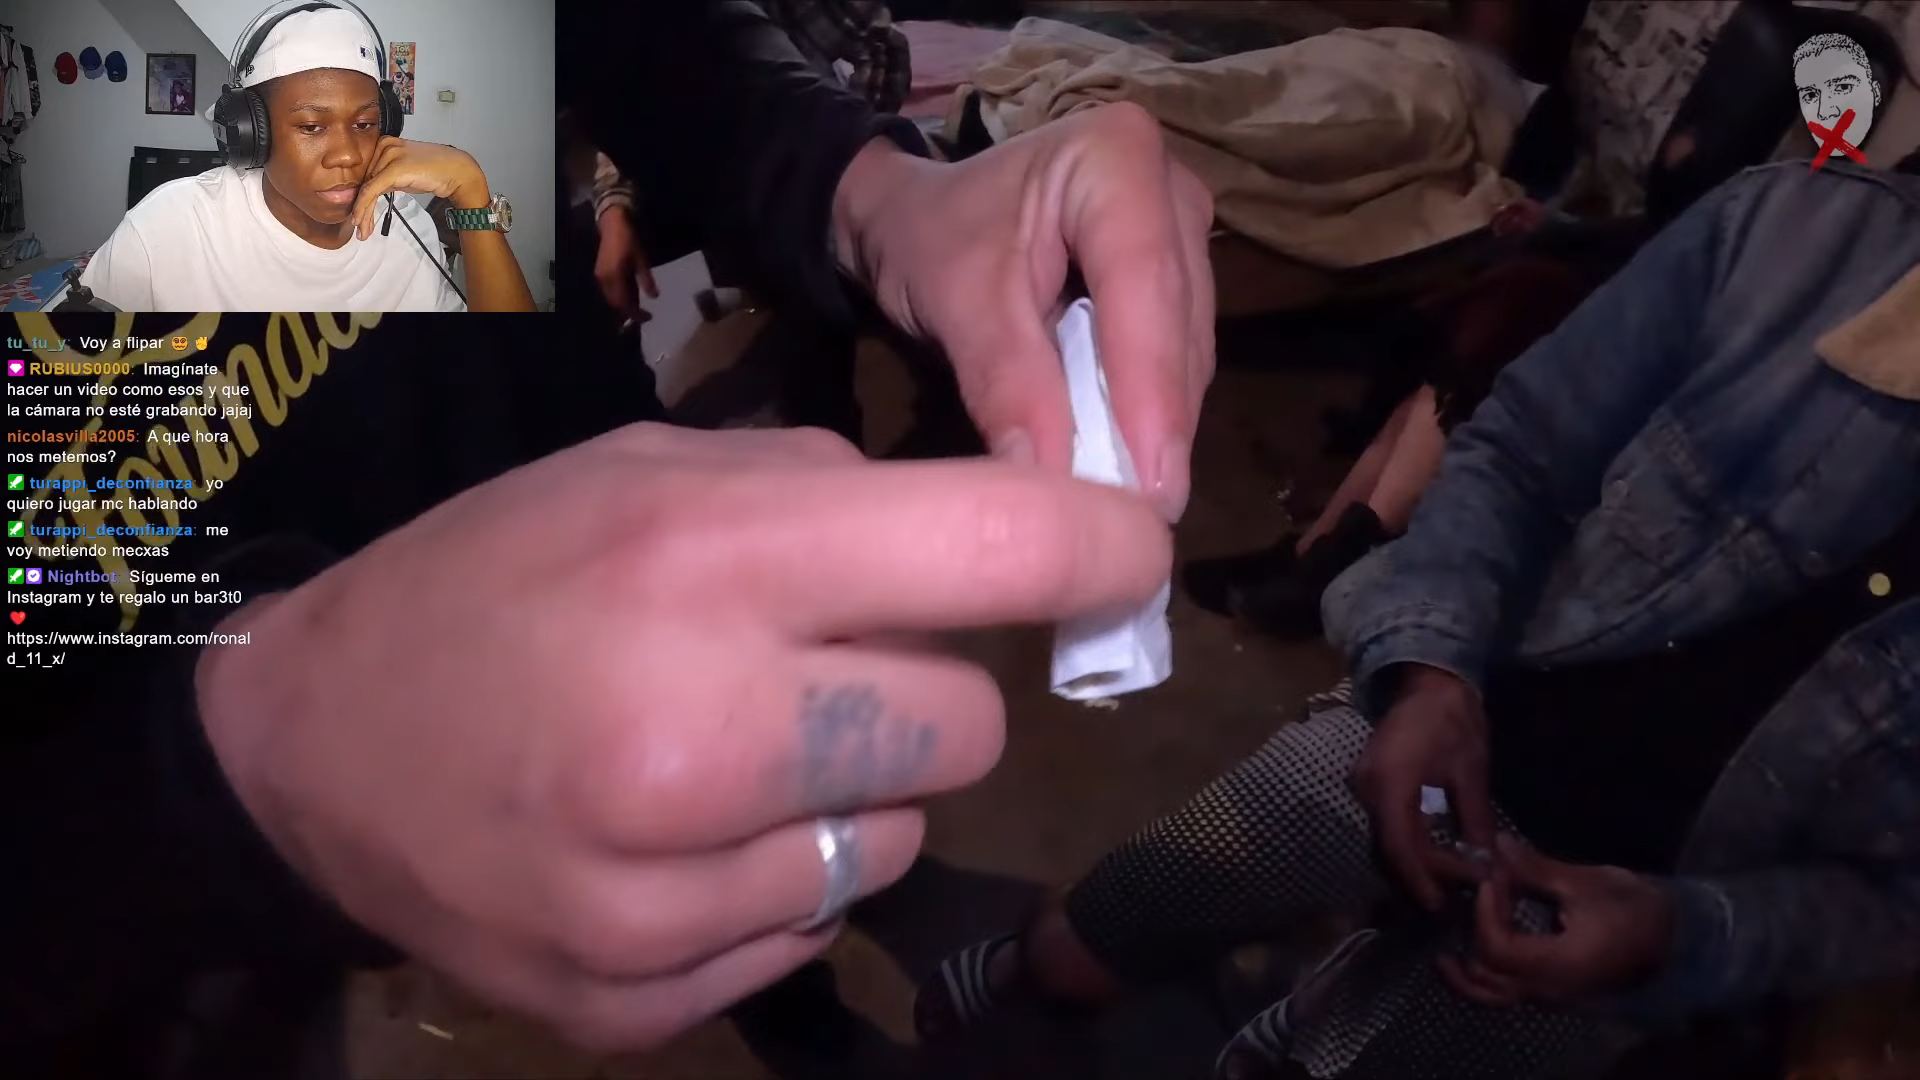 TOY
tu_tu_y: Voy a flipar
RUBIUS0000: Imagínate
hacer un video como esos y que
la cámara no esté grabando jajaj
nicolasvilla2005: A que hora
nos metemos?
turappi_deconfianza: yo
quiero jugar mc hablando
turappi_deconfianza: me
voy metiendo mecxas
Nightbot: Sígueme en
Instagram y te regalo un bar3t0
https://www.instagram.com/ronal
d_11_x/